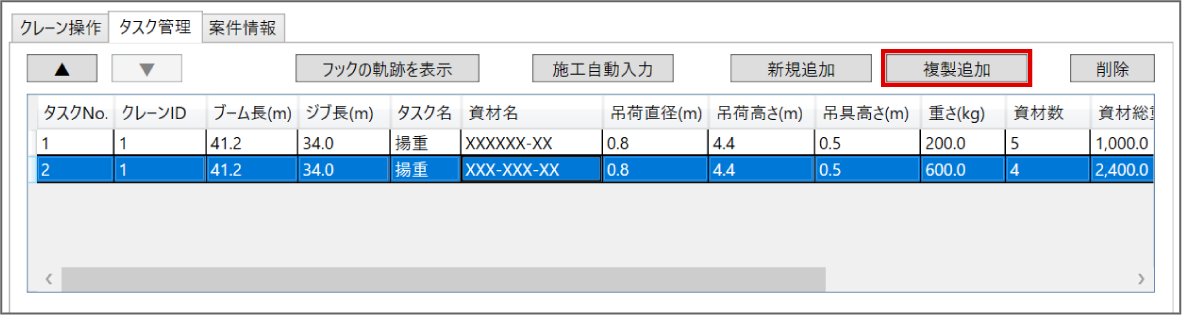 クレーン操作 タスク管理 案件情報
▲ ▼ フックの軌跡を表示 施工自動入力 新規追加 複製追加 削除
タスクNo. クレーンID ブーム長(m) ジブ長(m) タスク名 資材名 吊荷直径(m) 吊荷高さ(m) 吊具高さ(m) 重さ(kg) 資材数 資材総
1 1 41.2 34.0 揚重 XXXXXX-XX 0.8 4.4 0.5 200.0 5 1,000.0
2 1 41.2 34.0 揚重 XXX-XXX-XX 0.8 4.4 0.5 600.0 4 2,400.0